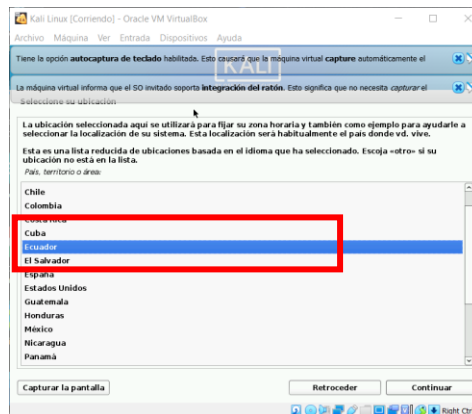 Kali Linux [Corriendo] - Oracle VM VirtualBox
Archivo Máquina Ver Entrada Dispositivos Ayuda
Tiene la opción autocaptura de teclado habilitada. Esto causará que la máquina virtual capture automáticamente el
KALI
La máquina virtual informa que el SO invitado soporta integración del ratón. Esto significa que no necesita capturar el
Seleccione su ubicación
La ubicación seleccionada aquí se utilizará para fijar su zona horaria y también como ejemplo para ayudarle a
seleccionar la localización de su sistema. Esta localización será habitualmente el país donde vd. vive.
Esta es una lista reducida de ubicaciones basada en el idioma que ha seleccionado. Escoja «otro» si su
ubicación no está en la lista.
País, territorio o área:
Chile
Colombia
Costa Rica
Cuba
Ecuador
El Salvador
España
Estados Unidos
Guatemala
Honduras
México
Nicaragua
Panamá
Capturar la pantalla
Retroceder
Continuar
Right Ctrl